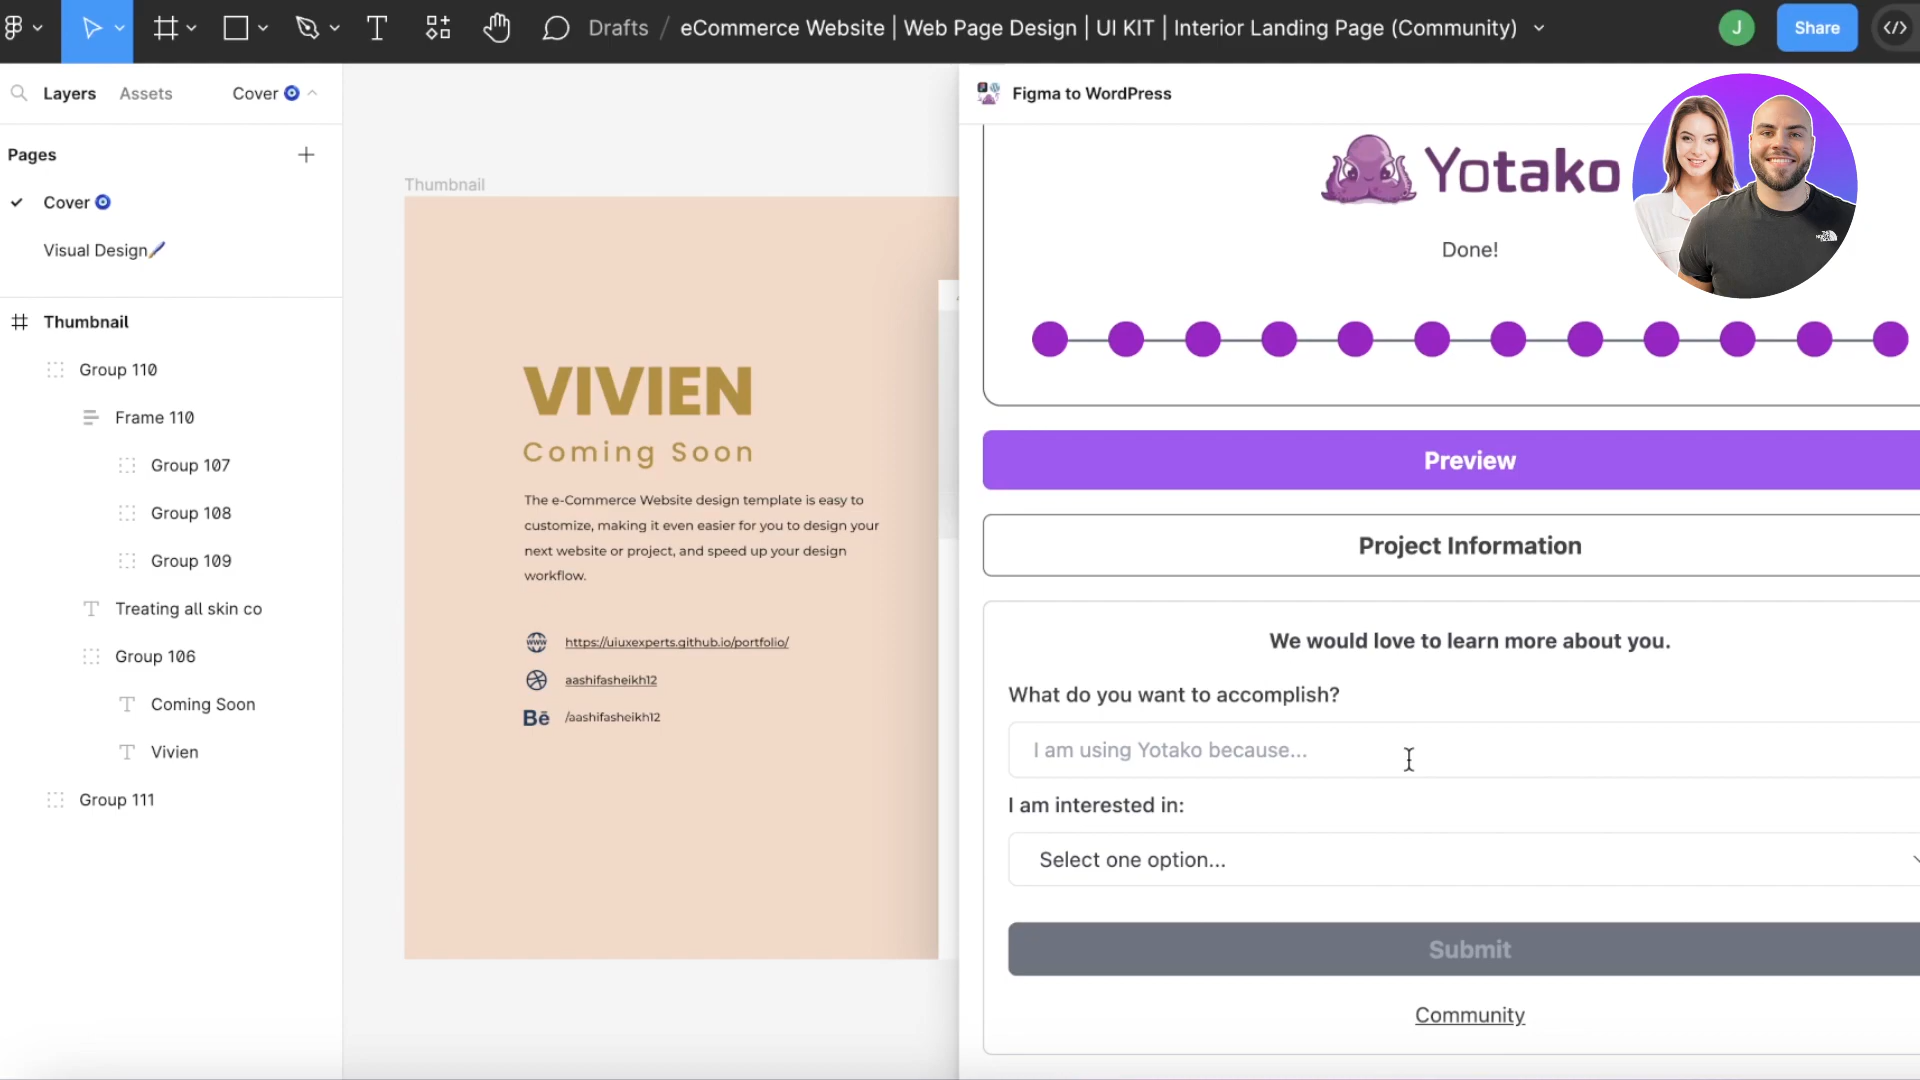 Drafts / eCommerce Website | Web Page Design | UI KIT | Interior Landing Page (Community)
J
Share
Layers
Assets
Cover
Pages
Cover
Visual Design
Thumbnail
Group 110
Frame 110
Group 107
Group 108
Group 109
Treating all skin co
Group 106
Coming Soon
Vivien
Group 111
Thumbnail
VIVIEN
Coming Soon
The e-Commerce Website design template is easy to
customize, making it even easier for you to design your
next website or project, and speed up your design
workflow.
www
https://uiuxexperts.github.io/portfolio/
aashifasheikh12
Bē
/aashifasheikh12
Figma to WordPress
Yotako
Done!
Preview
Project Information
We would love to learn more about you.
What do you want to accomplish?
I am using Yotako because...
I am interested in:
Select one option...
Submit
Community